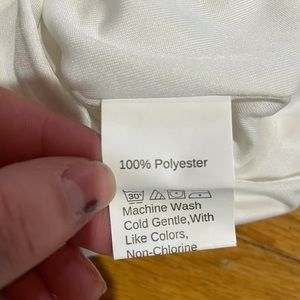 100% Polyester
30°
Machine Wash
Cold Gentle,With
Like Colors,
Non-Chlorine